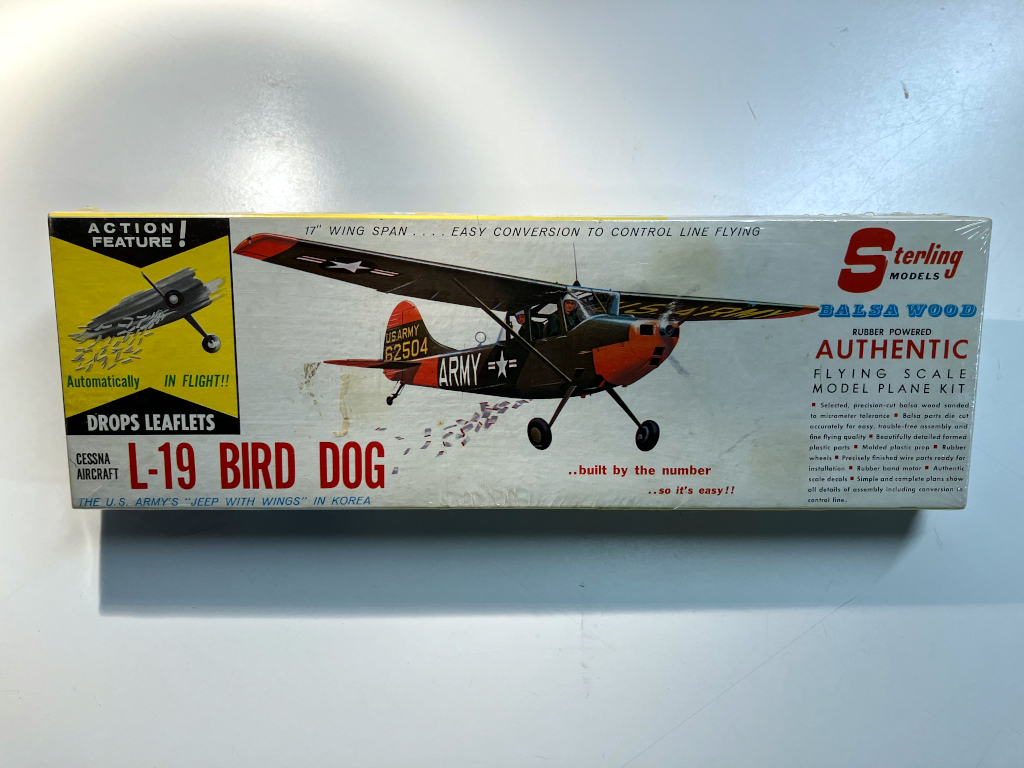 ACTION
FEATURE!
Automatically IN FLIGHT!!
DROPS LEAFLETS
17" WING SPAN .... EASY CONVERSION TO CONTROL LINE FLYING
U.S. ARMY
U.S. ARMY
62504
ARMY
CESSNA
AIRCRAFT
L-19 BIRD DOG
THE U.S. ARMY'S "JEEP WITH WINGS" IN KOREA
..built by the number
..so it's easy!!
Sterling
MODELS
BALSA WOOD
RUBBER POWERED
AUTHENTIC
FLYING SCALE
MODEL PLANE KIT
▪ Selected, precision-cut balsa wood sanded
to micrometer tolerance ▪ Balsa parts die cut
accurately for easy, trouble-free assembly and
fine flying quality ▪ Beautifully detailed formed
plastic parts ▪ Molded plastic prop ▪ Rubber
wheels ▪ Precisely finished wire parts ready for
installation ▪ Rubber band motor ▪ Authentic
scale decals ▪ Simple and complete plans show
all details of assembly including conversion to
control line.